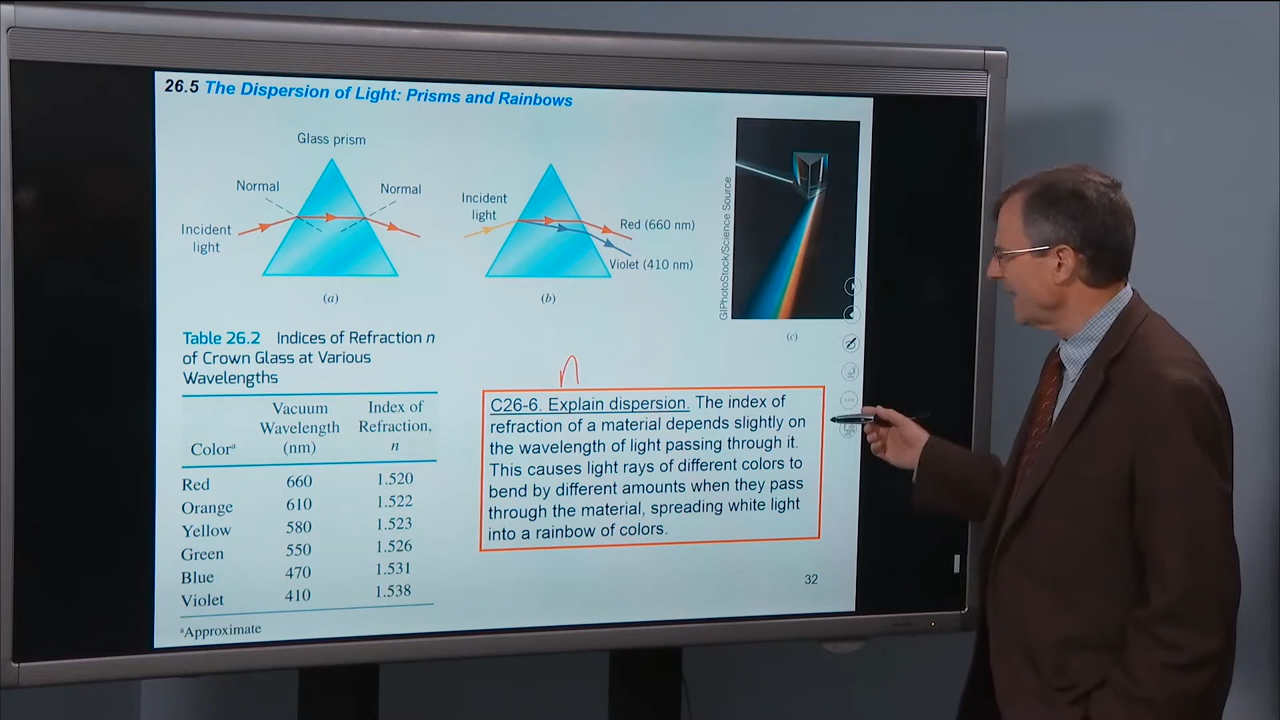 26.5 The Dispersion of Light: Prisms and Rainbows
Glass prism
Normal
Normal
Incident
light
(a)
Incident
light
Red (660 nm)
Violet (410 nm)
(b)
GIPhotoStock/Science Source
(c)
Table 26.2 Indices of Refraction n
of Crown Glass at Various
Wavelengths
Colorᵃ
Vacuum
Wavelength
(nm)
Index of
Refraction,
n
Red 660 1.520
Orange 610 1.522
Yellow 580 1.523
Green 550 1.526
Blue 470 1.531
Violet 410 1.538
ᵃApproximate
n
C26-6. Explain dispersion. The index of
refraction of a material depends slightly on
the wavelength of light passing through it.
This causes light rays of different colors to
bend by different amounts when they pass
through the material, spreading white light
into a rainbow of colors.
32